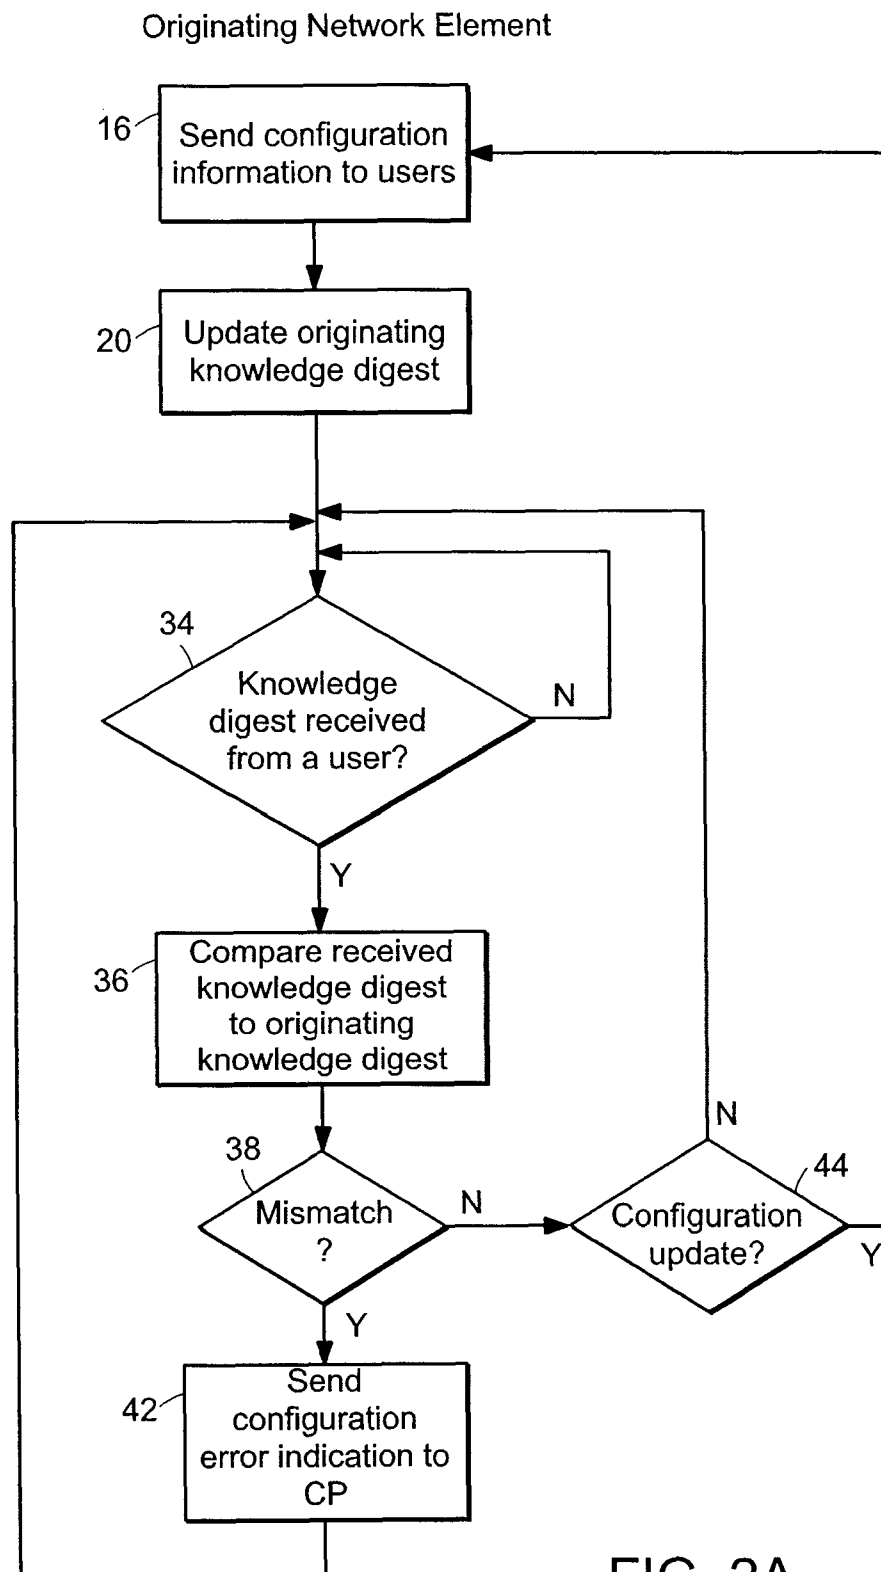 Originating Network Element
16
Send configuration
information to users
20
Update originating
knowledge digest
34
Knowledge
digest received
from a user?
N
Y
36
Compare received
knowledge digest
to originating
knowledge digest
38
Mismatch
?
N
Y
N
44
Configuration
update?
Y
42
Send
configuration
error indication to
CP
FIG.